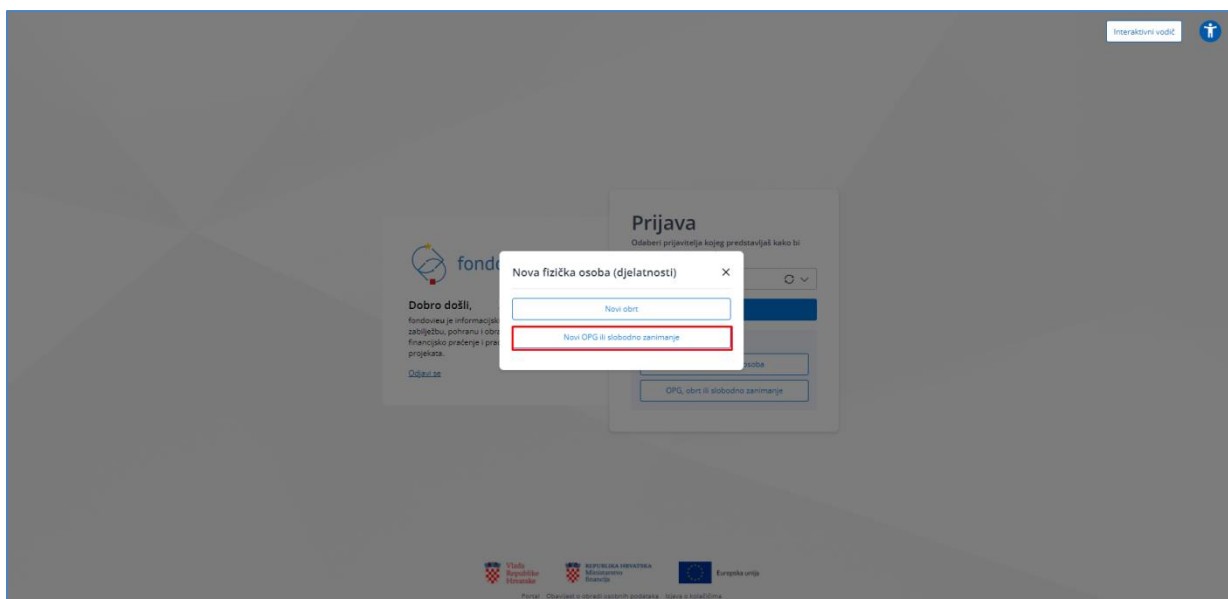 Interaktivni vodič
Prijava
Odaberi prijavitelja kojeg predstavljaš kako bi
fondo
Nova fizička osoba (djelatnosti)
Novi obrt
Novi OPG ili slobodno zanimanje
Dobro došli,
fondovieu je informacijsk
zabilježbu, pohranu i obra
financijsko praćenje i prać
projekata.
Odjavi se
osoba
OPG, obrt ili slobodno zanimanje
Vlada
Republike
Hrvatske
REPUBLIKA HRVATSKA
Ministarstvo
financija
Europska unija
Portal Obavijest o obradi osobnih podataka Izjava o kolačićima